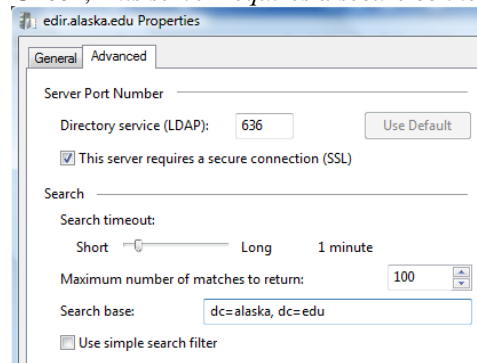 edir.alaska.edu Properties
General Advanced
Server Port Number
Directory service (LDAP): 636 Use Default
This server requires a secure connection (SSL)
Search
Search timeout:
Short Long 1 minute
Maximum number of matches to return: 100
Search base: dc=alaska, dc=edu
Use simple search filter